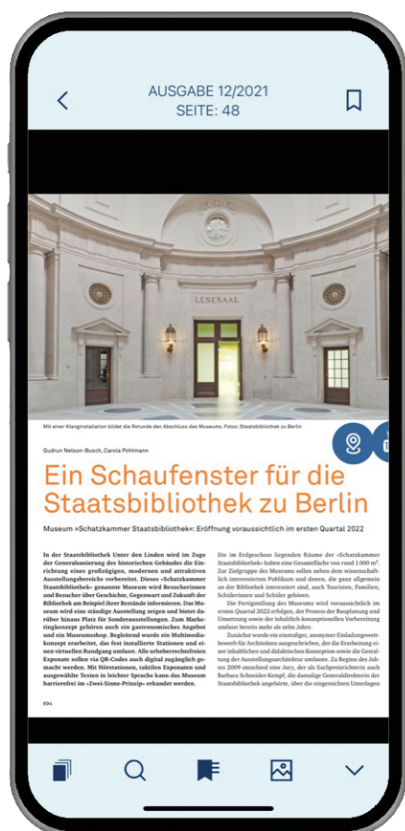 AUSGABE 12/2021
SEITE: 48
LESESAAL
Mit einer Klanginstallation bildet die Rotunde den Abschluss des Museums. Fotos: Staatsbibliothek zu Berlin
Gudrun Nelson-Busch, Carola Pohlmann
Ein Schaufenster für die
Staatsbibliothek zu Berlin
Museum »Schatzkammer Staatsbibliothek«: Eröffnung voraussichtlich im ersten Quartal 2022
In der Staatsbibliothek Unter den Linden wird im Zuge
der Generalsanierung des historischen Gebäudes die Ein-
richtung eines großzügigen, modernen und attraktiven
Ausstellungsbereichs vorbereitet. Dieses »Schatzkammer
Staatsbibliothek« genannte Museum wird Besucherinnen
und Besucher über Geschichte, Gegenwart und Zukunft der
Bibliothek am Beispiel ihrer Bestände informieren. Das Mu-
seum wird eine ständige Ausstellung zeigen und bietet da-
rüber hinaus Platz für Sonderausstellungen. Zum Marke-
tingkonzept gehören auch ein gastronomisches Angebot
und ein Museumsshop. Begleitend wurde ein Multimedia-
konzept erarbeitet, das fest installierte Stationen und ei-
nen virtuellen Rundgang umfasst. Alle urheberrechtsfreien
Exponate sollen via QR-Codes auch digital zugänglich ge-
macht werden. Mit Hörstationen, taktilen Exponaten und
ausgewählte Texten in leichter Sprache kann das Museum
barrierefrei im »Zwei-Sinne-Prinzip« erkundet werden.
Die im Erdgeschoss liegenden Räume der »Schatzkammer
Staatsbibliothek« haben eine Gesamtfläche von rund 1 000 m².
Zur Zielgruppe des Museums sollen neben dem wissenschaft-
lich interessierten Publikum und denen, die ganz allgemein
an der Bibliothek interessiert sind, auch Touristen, Familien,
Schülerinnen und Schüler gehören.
Die Fertigstellung des Museums wird voraussichtlich im
ersten Quartal 2022 erfolgen, der Prozess der Bauplanung und
Umsetzung sowie der inhaltlich-konzeptionellen Vorbereitung
umfasst bereits mehr als zehn Jahre.
Zunächst wurde ein einstufiger, anonymer Einladungswett-
bewerb für Architekten ausgeschrieben, der die Erarbeitung ei-
ner inhaltlichen und didaktischen Konzeption sowie die Gestal-
tung der Ausstellungsarchitektur umfasste. Zu Beginn des Jah-
res 2009 entschied eine Jury, der als Sachpreisrichterin auch
Barbara Schneider-Kempf, die damalige Generaldirektorin der
Staatsbibliothek angehörte, über die eingereichten Unterlagen
694